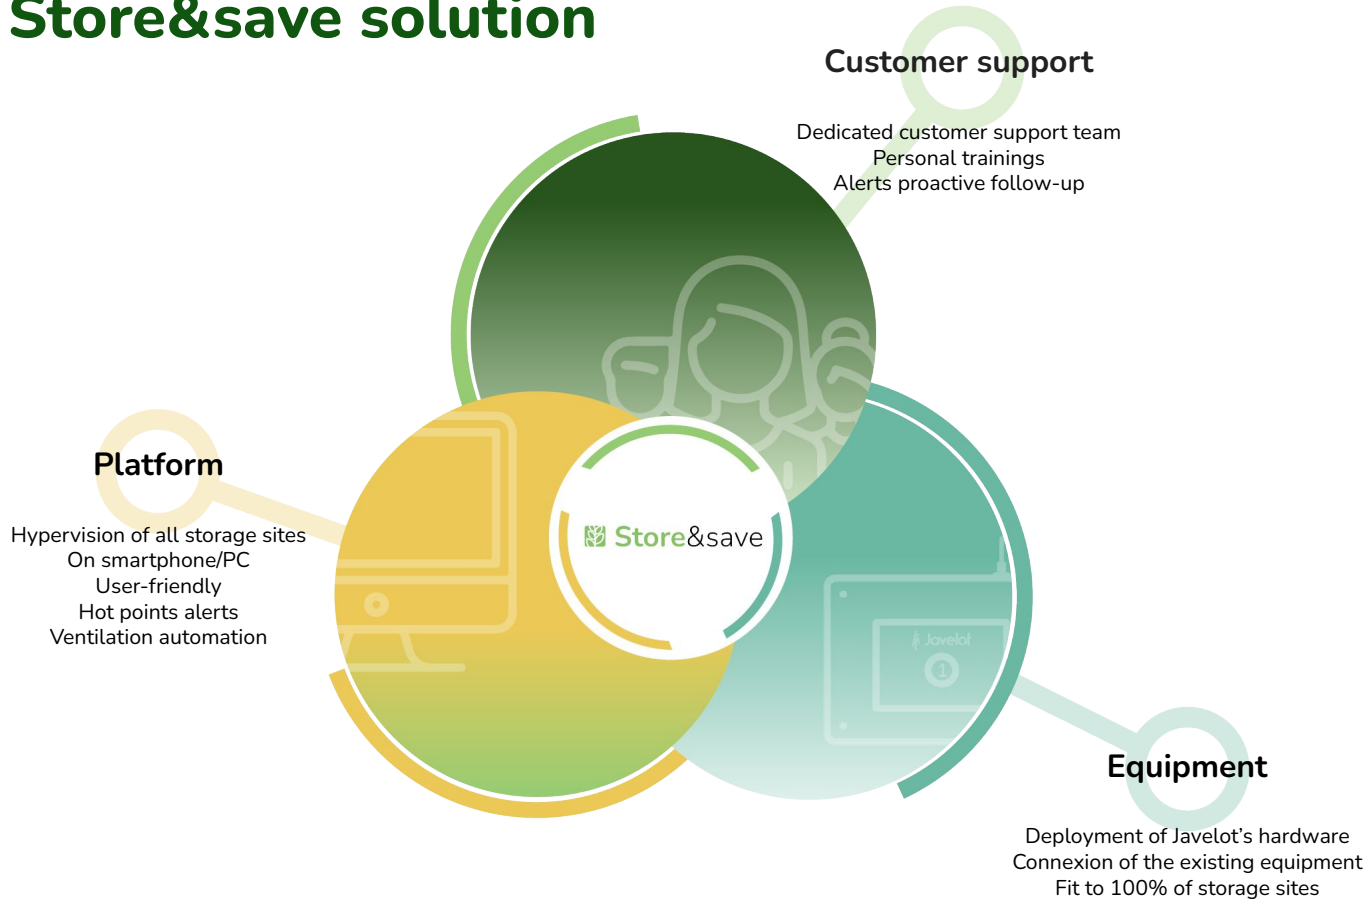 Store&save solution
Customer support
Dedicated customer support team
Personal trainings
Alerts proactive follow-up
Platform
Hypervision of all storage sites
On smartphone/PC
User-friendly
Hot points alerts
Ventilation automation
Store&save
Javelot
1
Equipment
Deployment of Javelot’s hardware
Connexion of the existing equipment
Fit to 100% of storage sites